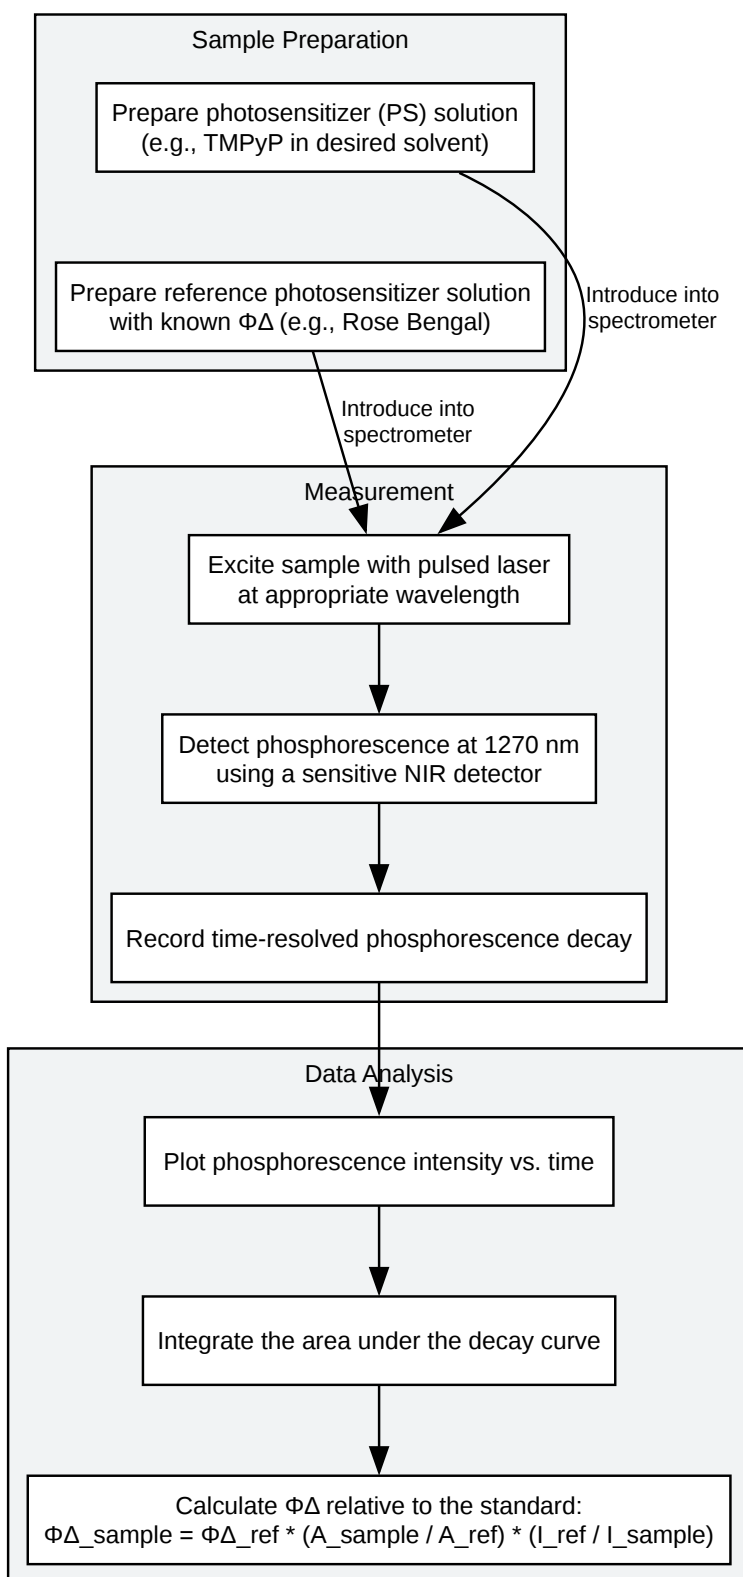 Sample Preparation
Prepare photosensitizer (PS) solution
(e.g., TMPyP in desired solvent)
Prepare reference photosensitizer solution
with known ΦΔ (e.g., Rose Bengal)
Introduce into
spectrometer
Introduce into
spectrometer
Measurement
Excite sample with pulsed laser
at appropriate wavelength
Detect phosphorescence at 1270 nm
using a sensitive NIR detector
Record time-resolved phosphorescence decay
Data Analysis
Plot phosphorescence intensity vs. time
Integrate the area under the decay curve
Calculate ΦΔ relative to the standard:
ΦΔ_sample = ΦΔ_ref * (A_sample / A_ref) * (I_ref / I_sample)